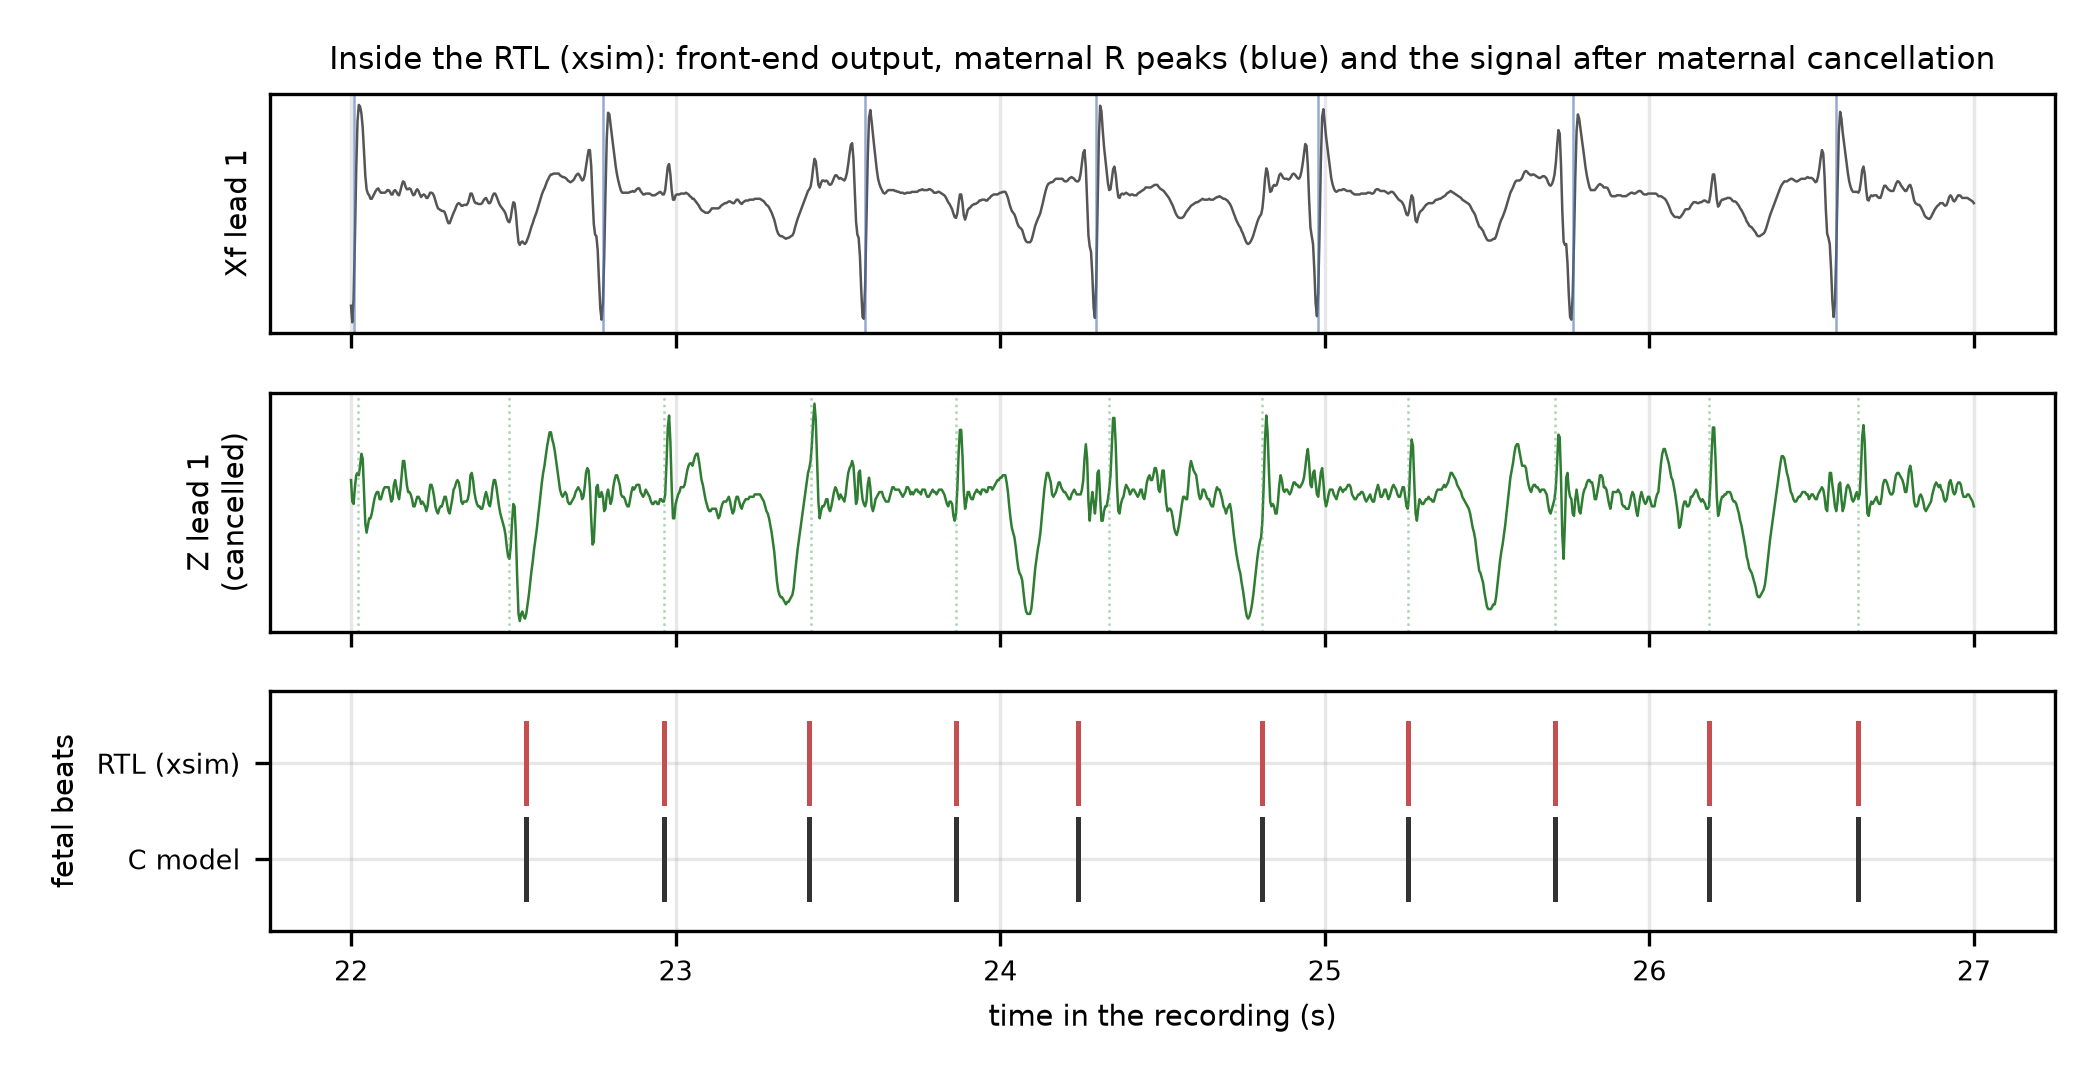 Inside the RTL (xsim): front-end output, maternal R peaks (blue) and the signal after maternal cancellation
Xf lead 1
Z lead 1
(cancelled)
fetal beats
RTL (xsim)
C model
22 23 24 25 26 27
time in the recording (s)